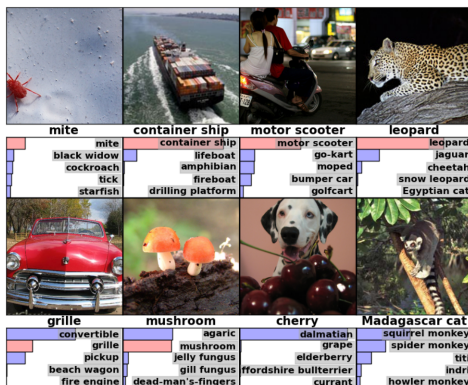 mite
container ship
motor scooter
leopard
mite
black widow
cockroach
tick
starfish
container ship
lifeboat
amphibian
fireboat
drilling platform
motor scooter
go-kart
moped
bumper car
golfcart
leopard
jaguar
cheetah
snow leopard
Egyptian cat
grille
mushroom
cherry
Madagascar cat
convertible
grille
pickup
beach wagon
fire engine
agaric
mushroom
jelly fungus
gill fungus
dead-man's-fingers
dalmatian
grape
elderberry
ffordshire bullterrier
currant
squirrel monkey
spider monkey
titi
indri
howler monkey